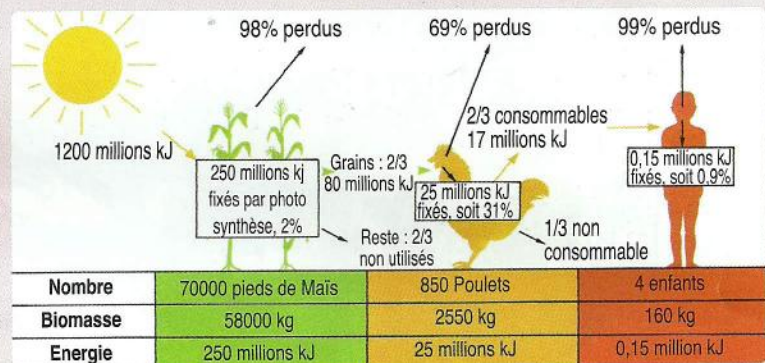 98% perdus
69% perdus
99% perdus
1200 millions kJ
250 millions kj
fixés par photo
synthèse, 2%
Grains : 2/3
80 millions kJ
Reste : 2/3
non utilisés
25 millions kJ
fixés, soit 31%
2/3 consommables
17 millions kJ
1/3 non
consommable
0,15 millions kJ
fixés, soit 0.9%
Nombre 70000 pieds de Maïs 850 Poulets 4 enfants
Biomasse 58000 kg 2550 kg 160 kg
Energie 250 millions kJ 25 millions kJ 0,15 million kJ